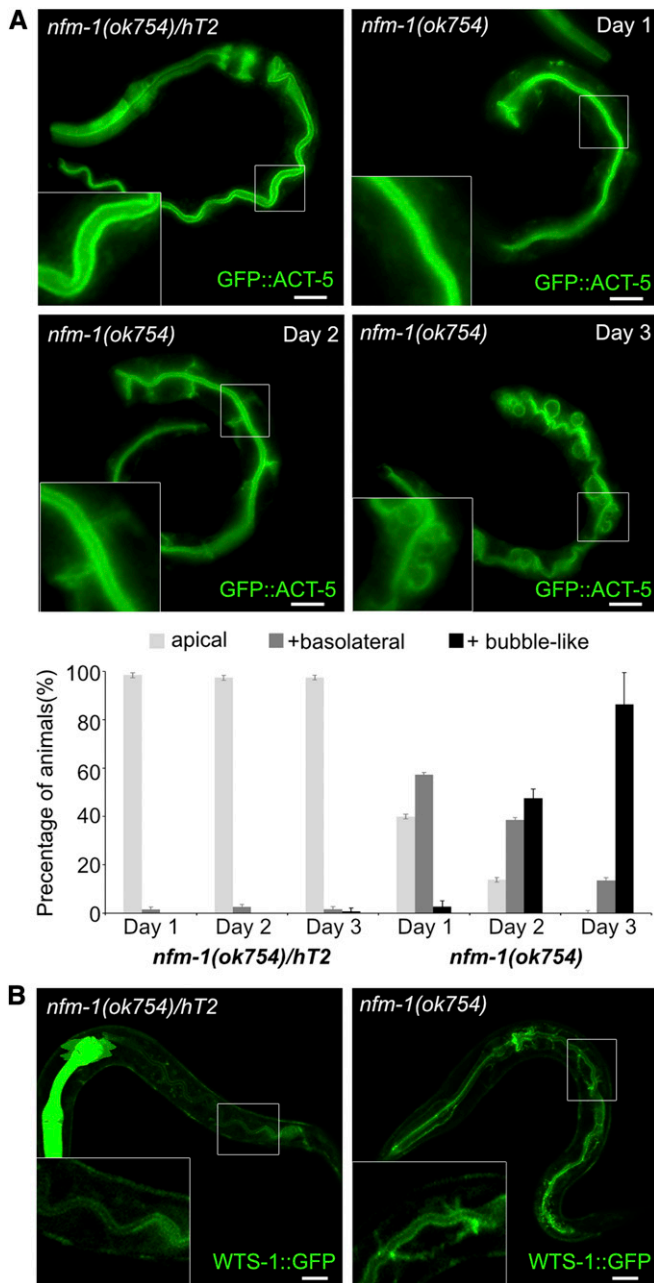 A
nfm-1(ok754)/hT2
GFP::ACT-5
nfm-1(ok754) Day 1
GFP::ACT-5
nfm-1(ok754) Day 2
GFP::ACT-5
nfm-1(ok754) Day 3
GFP::ACT-5
apical +basolateral + bubble-like
Precentage of animals(%)
100
80
60
40
20
0
Day 1 Day 2 Day 3 Day 1 Day 2 Day 3
nfm-1(ok754)/hT2 nfm-1(ok754)
B
nfm-1(ok754)/hT2
WTS-1::GFP
nfm-1(ok754)
WTS-1::GFP